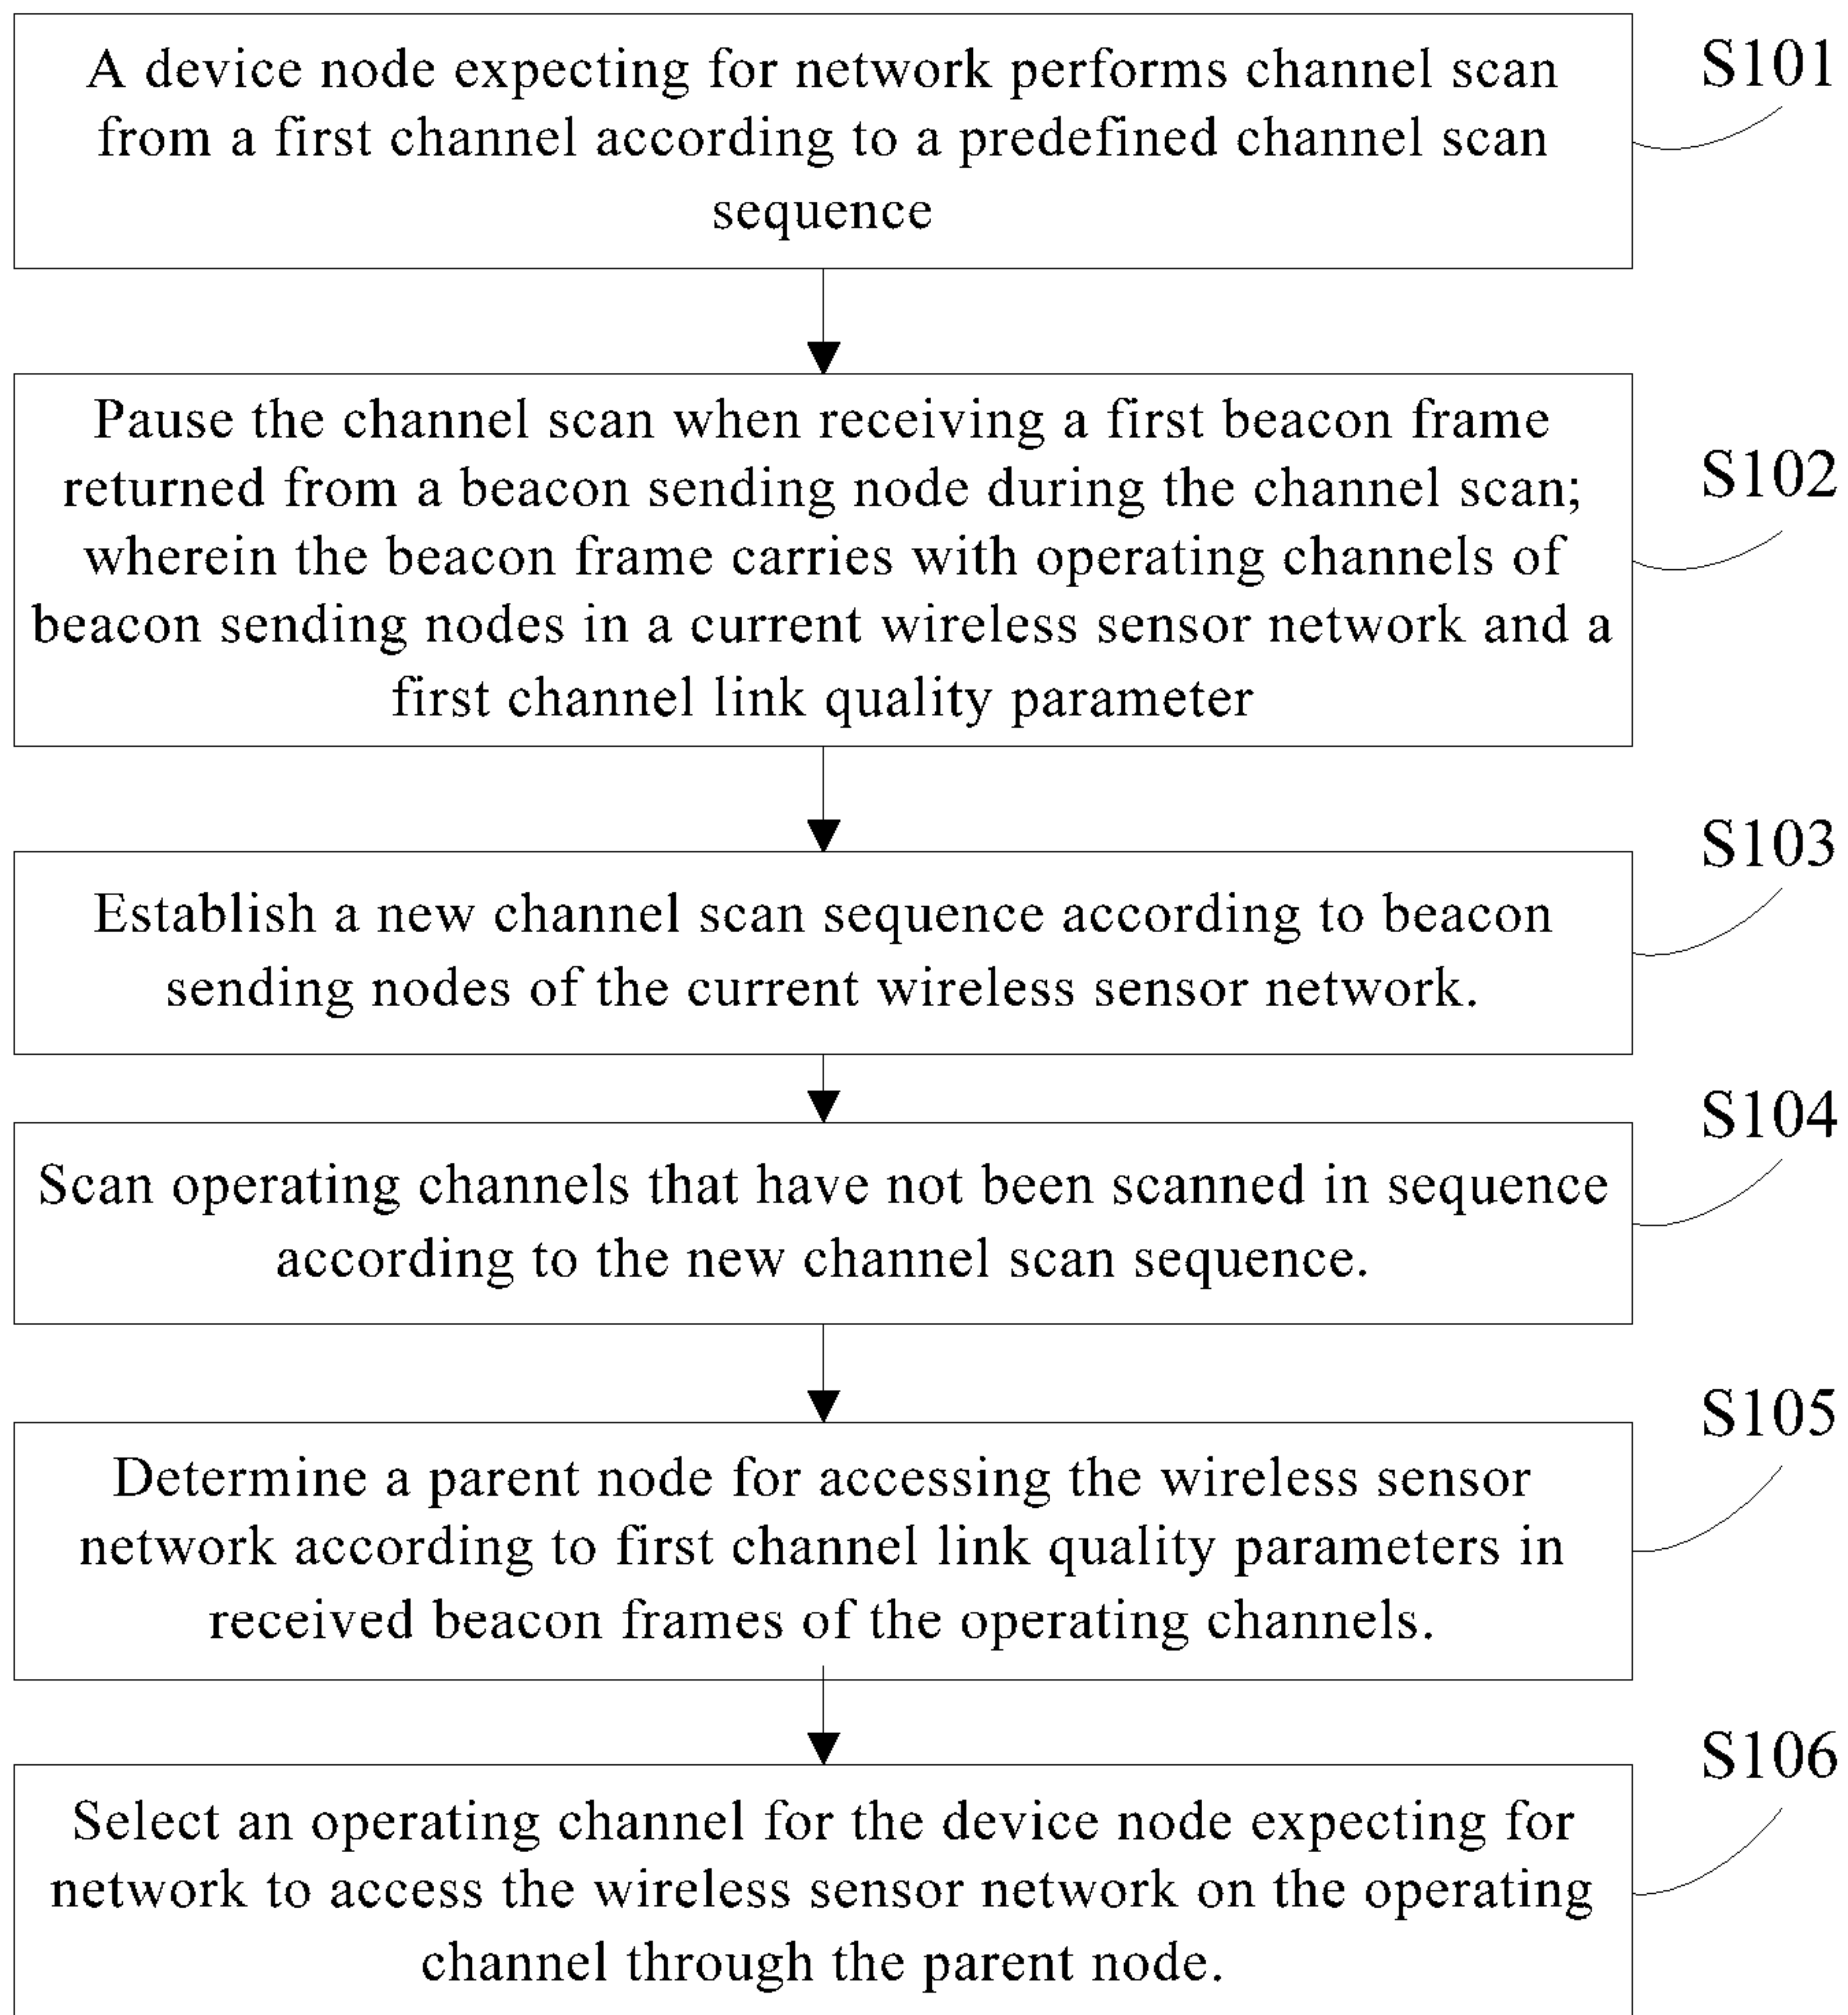 A device node expecting for network performs channel scan
from a first channel according to a predefined channel scan
sequence
S101
Pause the channel scan when receiving a first beacon frame
returned from a beacon sending node during the channel scan;
wherein the beacon frame carries with operating channels of
beacon sending nodes in a current wireless sensor network and a
first channel link quality parameter
S102
Establish a new channel scan sequence according to beacon
sending nodes of the current wireless sensor network.
S103
Scan operating channels that have not been scanned in sequence
according to the new channel scan sequence.
S104
Determine a parent node for accessing the wireless sensor
network according to first channel link quality parameters in
received beacon frames of the operating channels.
S105
Select an operating channel for the device node expecting for
network to access the wireless sensor network on the operating
channel through the parent node.
S106